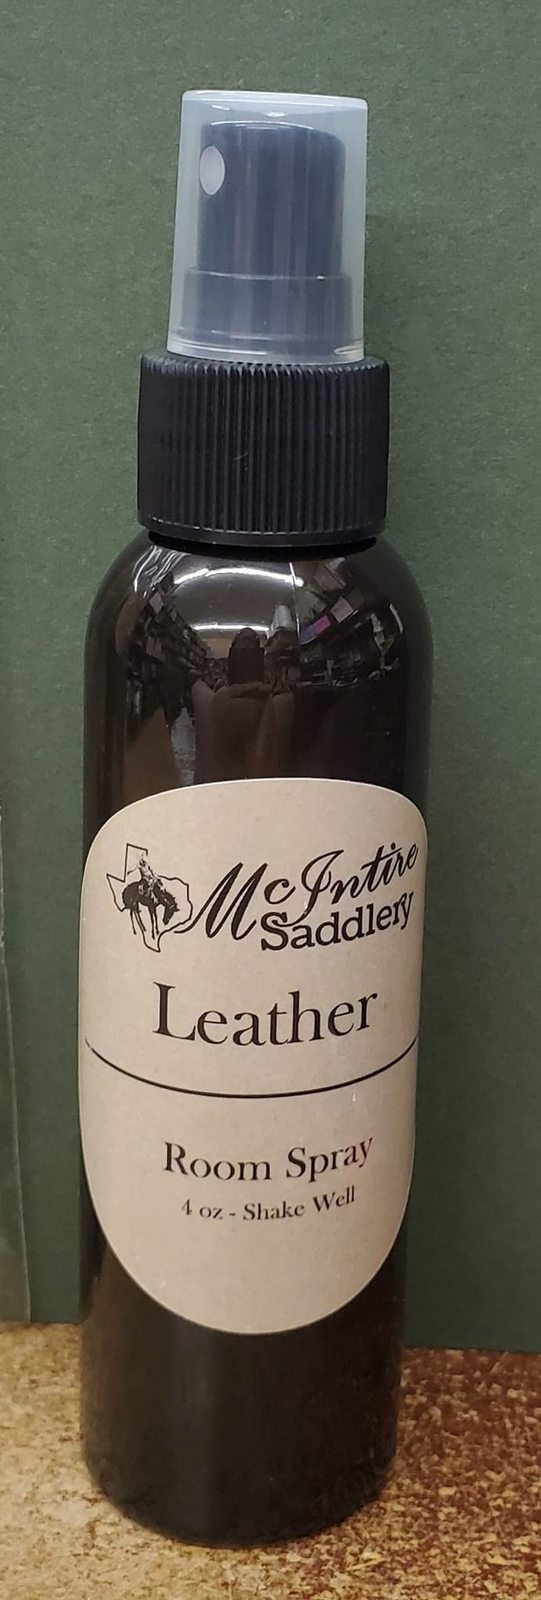 McIntire
Saddlery
Leather
Room Spray
4 oz - Shake Well